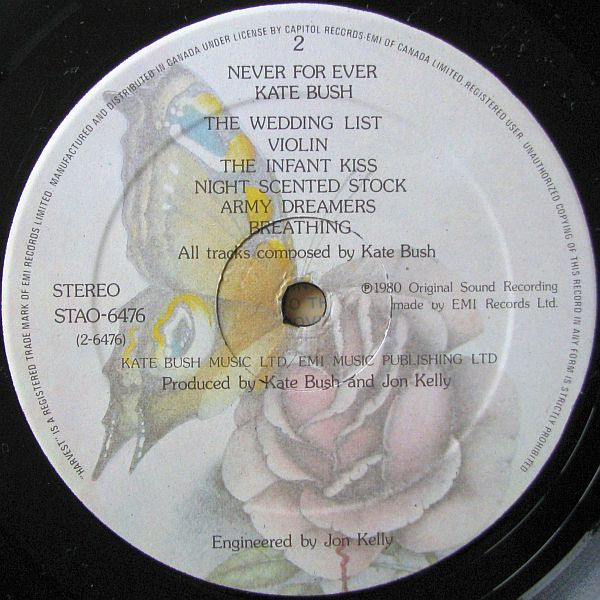 "HARVEST" IS A REGISTERED TRADE MARK OF EMI RECORDS LIMITED. MANUFACTURED AND DISTRIBUTED IN CANADA UNDER LICENSE BY CAPITOL RECORDS-EMI OF CANADA LIMITED, REGISTERED USER. UNAUTHORIZED COPYING OF THIS RECORD IN ANY FORM IS STRICTLY PROHIBITED
2
NEVER FOR EVER
KATE BUSH
THE WEDDING LIST
VIOLIN
THE INFANT KISS
NIGHT SCENTED STOCK
ARMY DREAMERS
BREATHING
All tracks composed by Kate Bush
STEREO
STAO-6476
(2-6476)
℗1980 Original Sound Recording
made by EMI Records Ltd.
KATE BUSH MUSIC LTD/EMI MUSIC PUBLISHING LTD
Produced by Kate Bush and Jon Kelly
Engineered by Jon Kelly